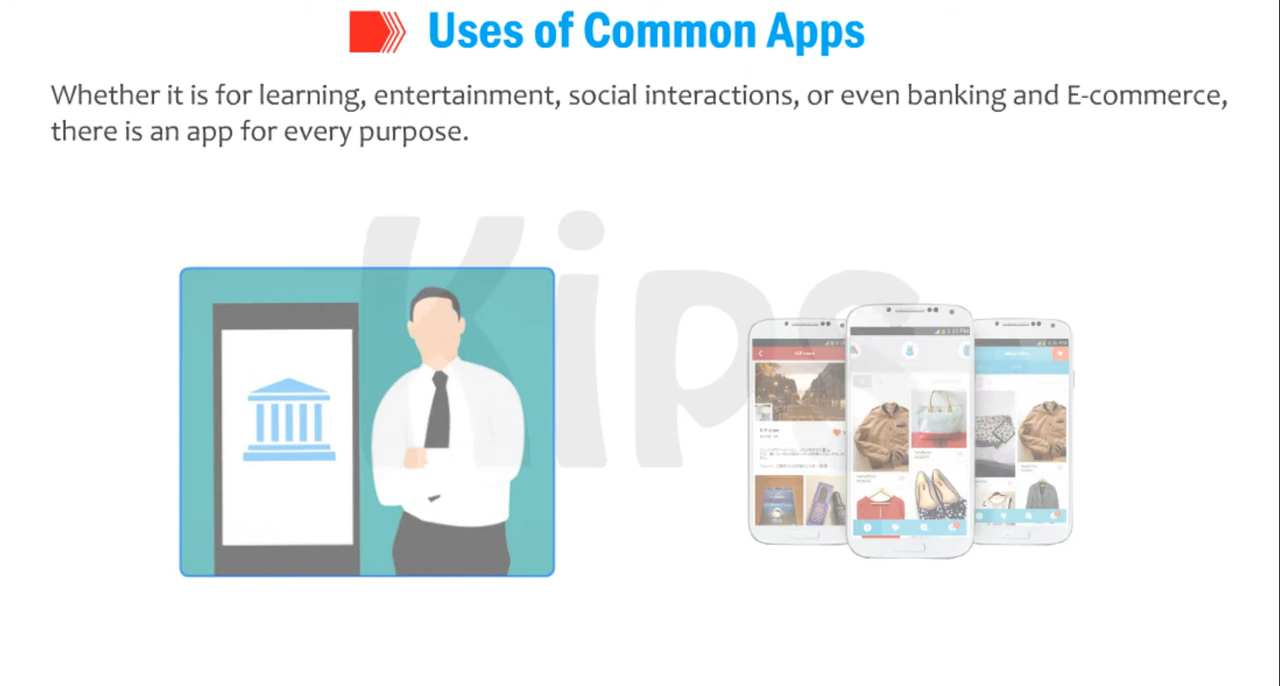 Uses of Common Apps
Whether it is for learning, entertainment, social interactions, or even banking and E-commerce,
there is an app for every purpose.
Kips